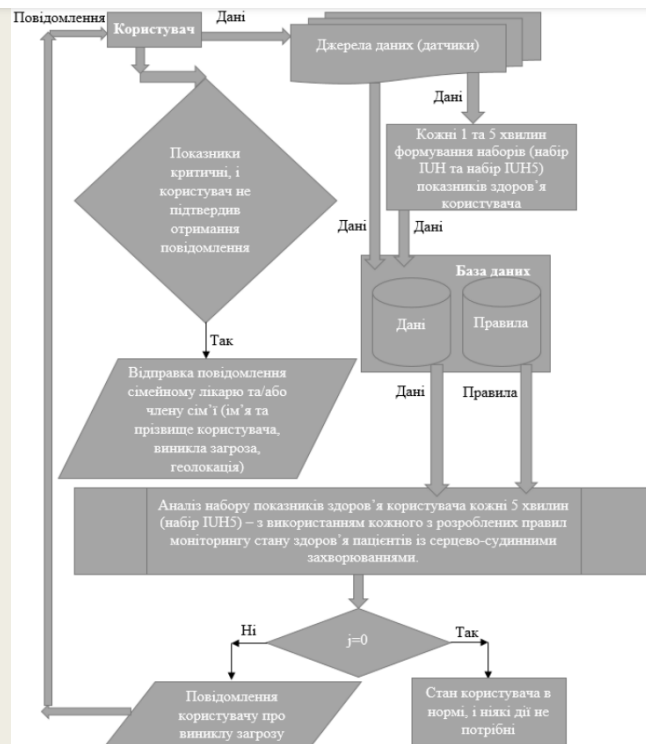 Повідомлення
Користувач
Дані
Джерела даних (датчики)
Дані
Кожні 1 та 5 хвилин
формування наборів (набір
IUH та набір IUH5)
показників здоров’я
користувача
Показники
критичні, і
користувач не
підтвердив
отримання
повідомлення
Дані
Дані
База даних
Дані
Правила
Так
Відправка повідомлення
сімейному лікарю та/або
члену сім’ї (ім’я та
прізвище користувача,
виникла загроза,
геолокація)
Дані
Правила
Аналіз набору показників здоров’я користувача кожні 5 хвилин
(набір IUH5) – з використанням кожного з розроблених правил
моніторингу стану здоров’я пацієнтів із серцево-судинними
захворюваннями.
Ні
j=0
Так
Повідомлення
користувачу про
виниклу загрозу
Стан користувача в
нормі, і ніякі дії не
потрібні